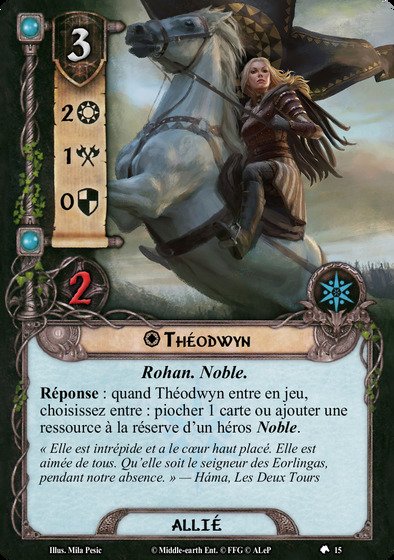 3
2
1
0
2
Théodwyn
Rohan. Noble.
Réponse : quand Théodwyn entre en jeu,
choisissez entre : piocher 1 carte ou ajouter une
ressource à la réserve d'un héros Noble.
« Elle est intrépide et a le cœur haut placé. Elle est
aimée de tous. Qu'elle soit le seigneur des Eorlingas,
pendant notre absence. » — Háma, Les Deux Tours
ALLIÉ
Illus. Mila Pesic © Middle-earth Ent. © FFG © ALeP 15